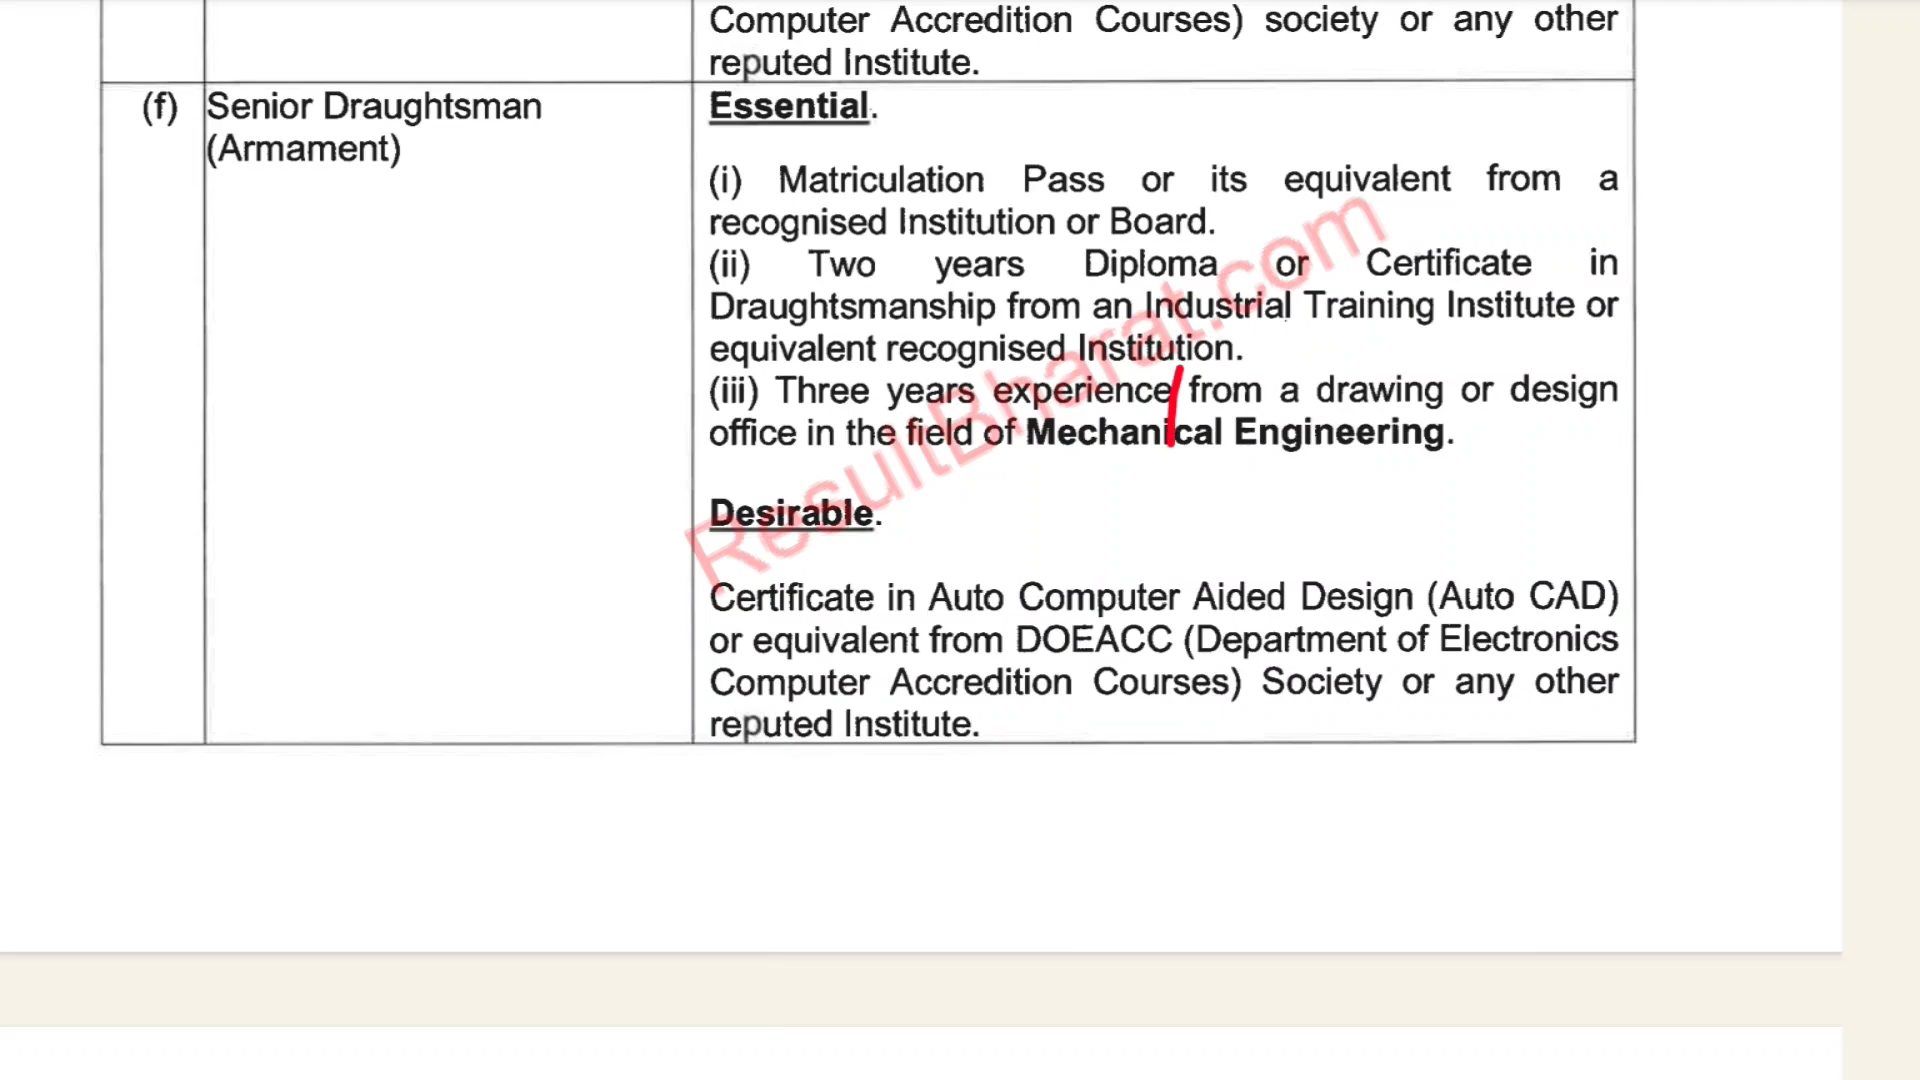 Computer Accredition Courses) society or any other
reputed Institute.
(f) Senior Draughtsman
(Armament)
Essential.
(i) Matriculation Pass or its equivalent from a
recognised Institution or Board.
(ii) Two years Diploma or Certificate in
Draughtsmanship from an Industrial Training Institute or
equivalent recognised Institution.
(iii) Three years experience from a drawing or design
office in the field of Mechanical Engineering.
Desirable.
Certificate in Auto Computer Aided Design (Auto CAD)
or equivalent from DOEACC (Department of Electronics
Computer Accredition Courses) Society or any other
reputed Institute.
ResultBharat.com